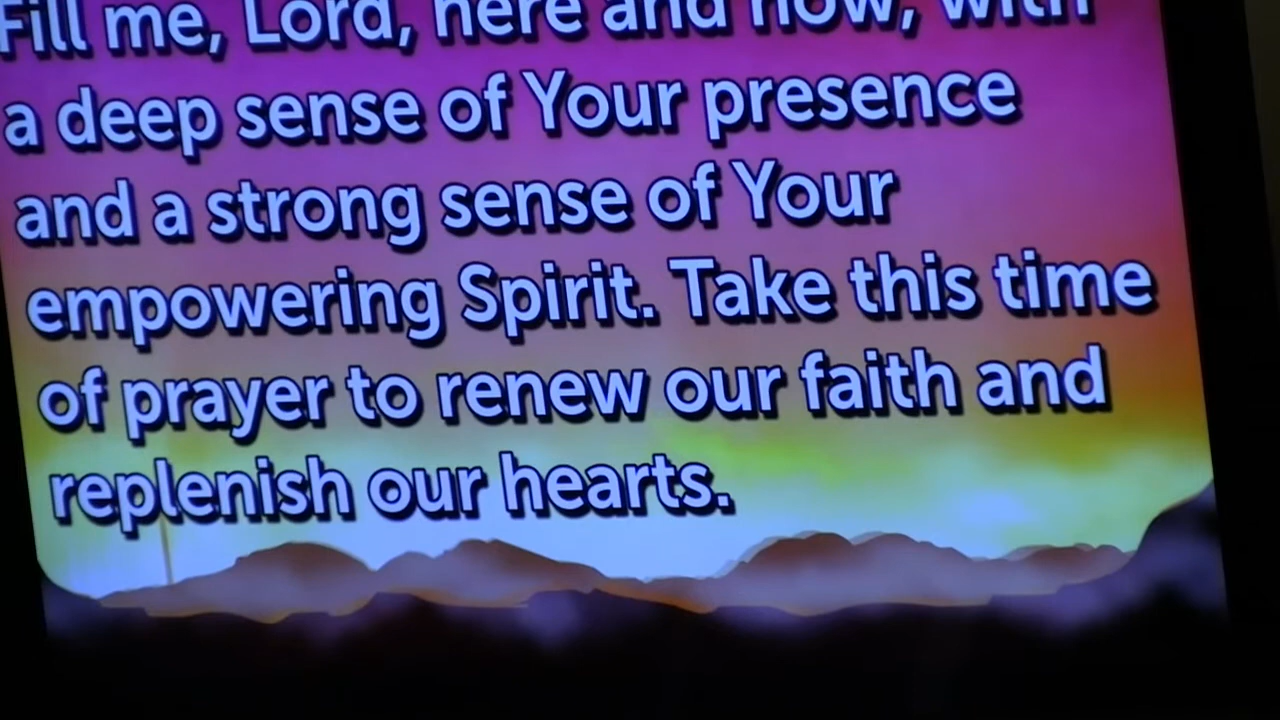 Fill me, Lord, here and now, with
a deep sense of Your presence
and a strong sense of Your
empowering Spirit. Take this time
of prayer to renew our faith and
replenish our hearts.